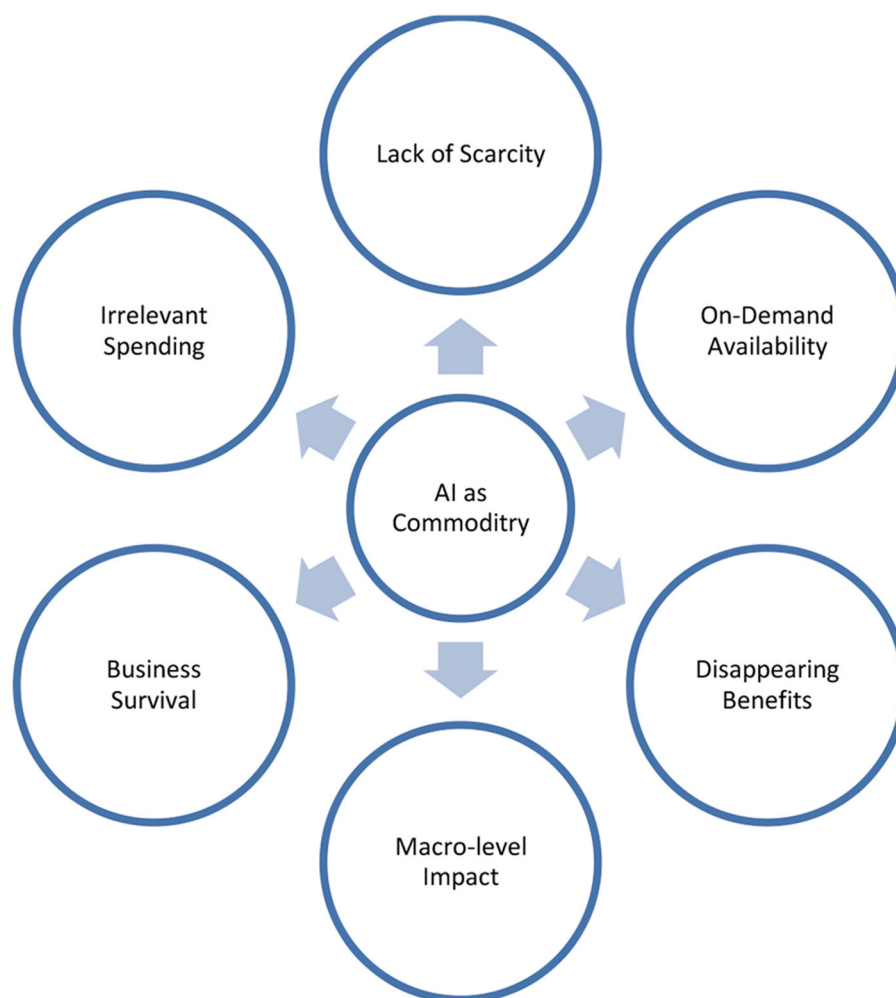 Lack of Scarcity
Irrelevant
Spending
On-Demand
Availability
AI as
Commoditry
Business
Survival
Disappearing
Benefits
Macro-level
Impact